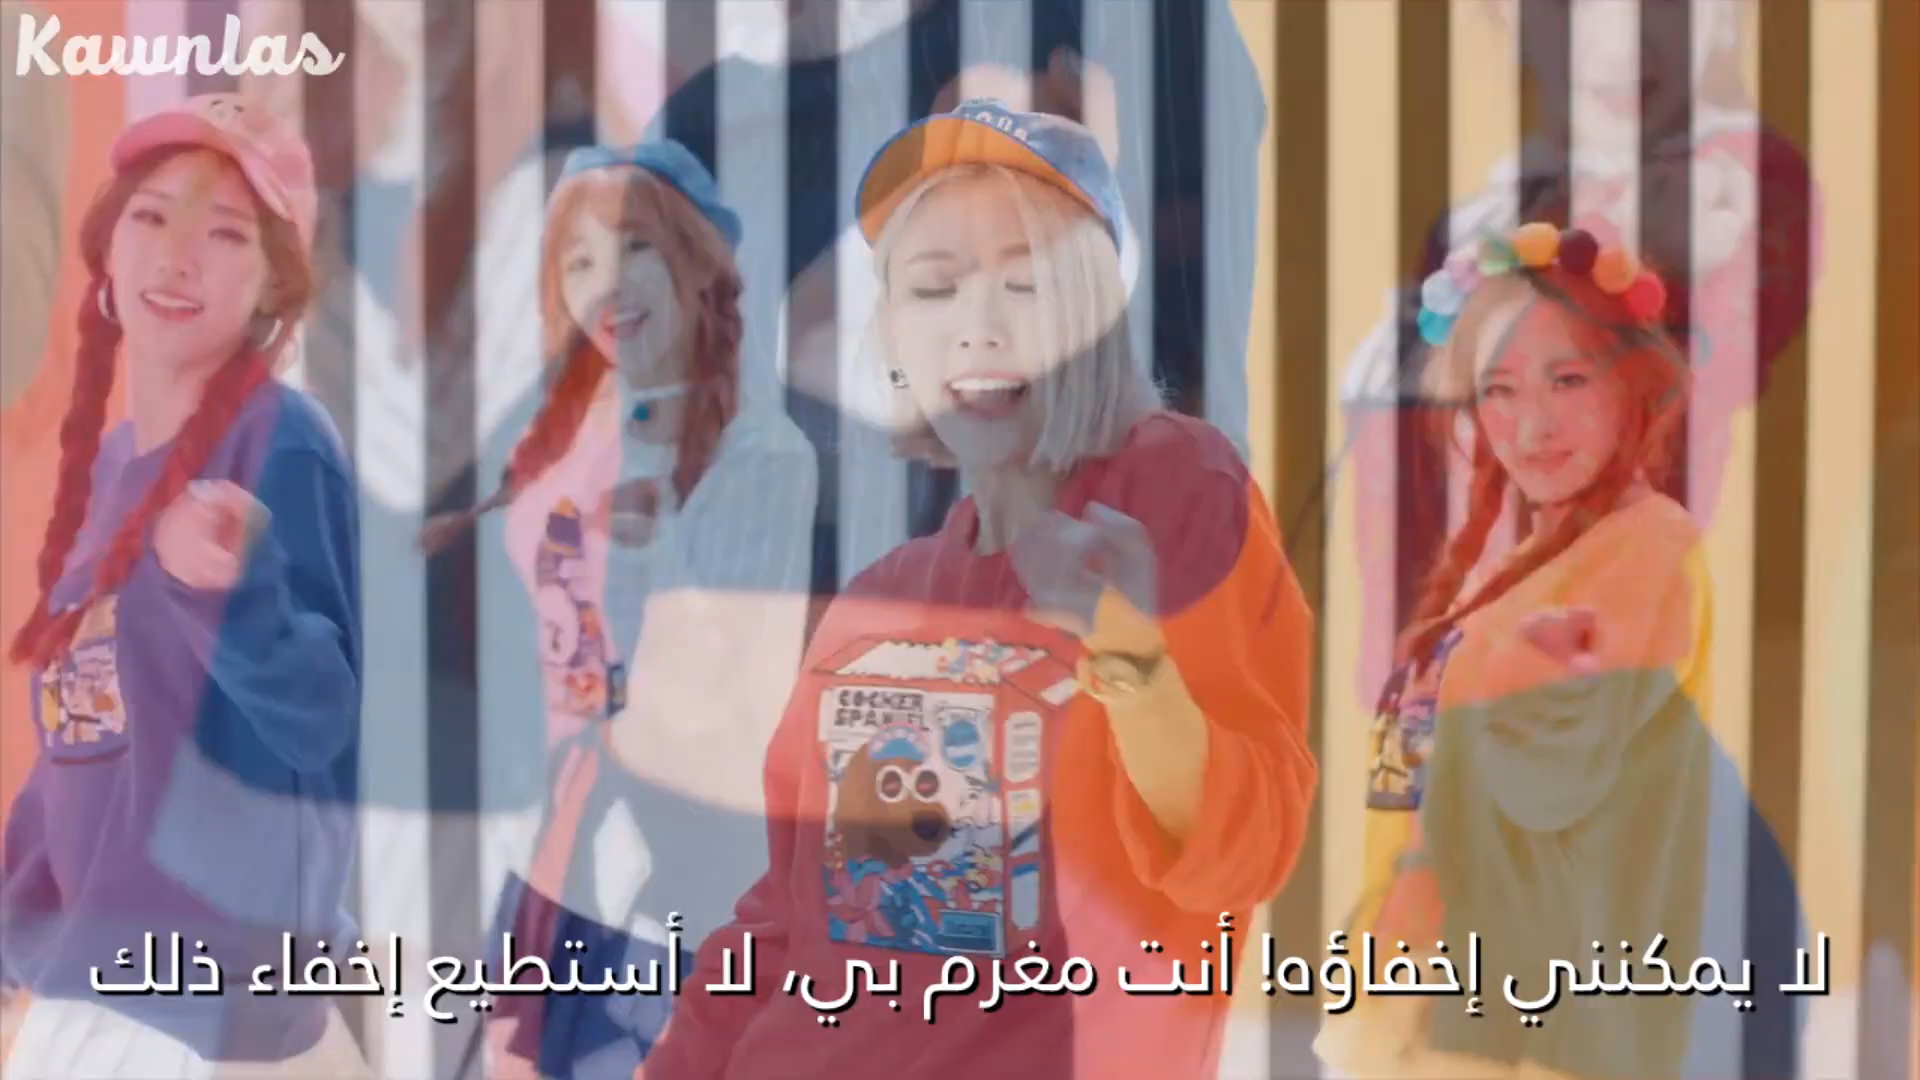 Kawnlas
COCKER
SPANIEL
لا يمكنني إخفاؤه! أنت مغرم بي، لا أستطيع إخفاء ذلك